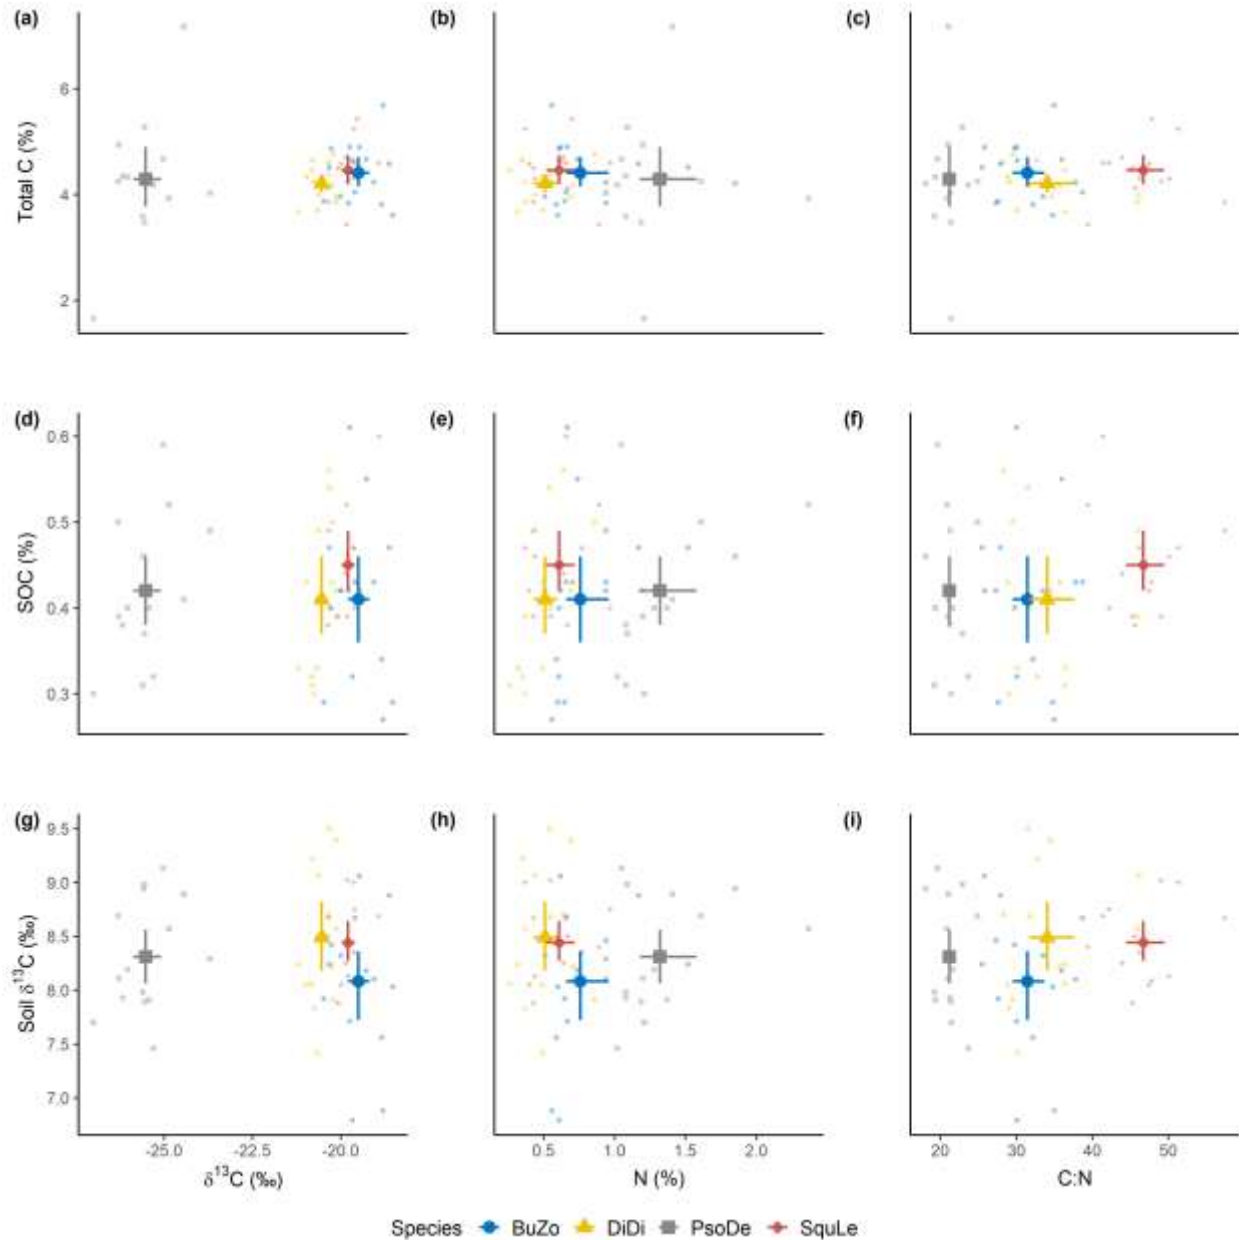 (a)
(b)
(c)
Total C (%)
6
4
2
(d)
(e)
(f)
SOC (%)
0.6
0.5
0.4
0.3
(g)
(h)
(i)
Soil δ¹³C (‰)
9.5
9.0
8.5
8.0
7.5
7.0
-25.0 -22.5 -20.0
0.5 1.0 1.5 2.0
20 30 40 50
δ¹³C (‰)
N (%)
C:N
Species BuZo DiDi PsoDe SquLe